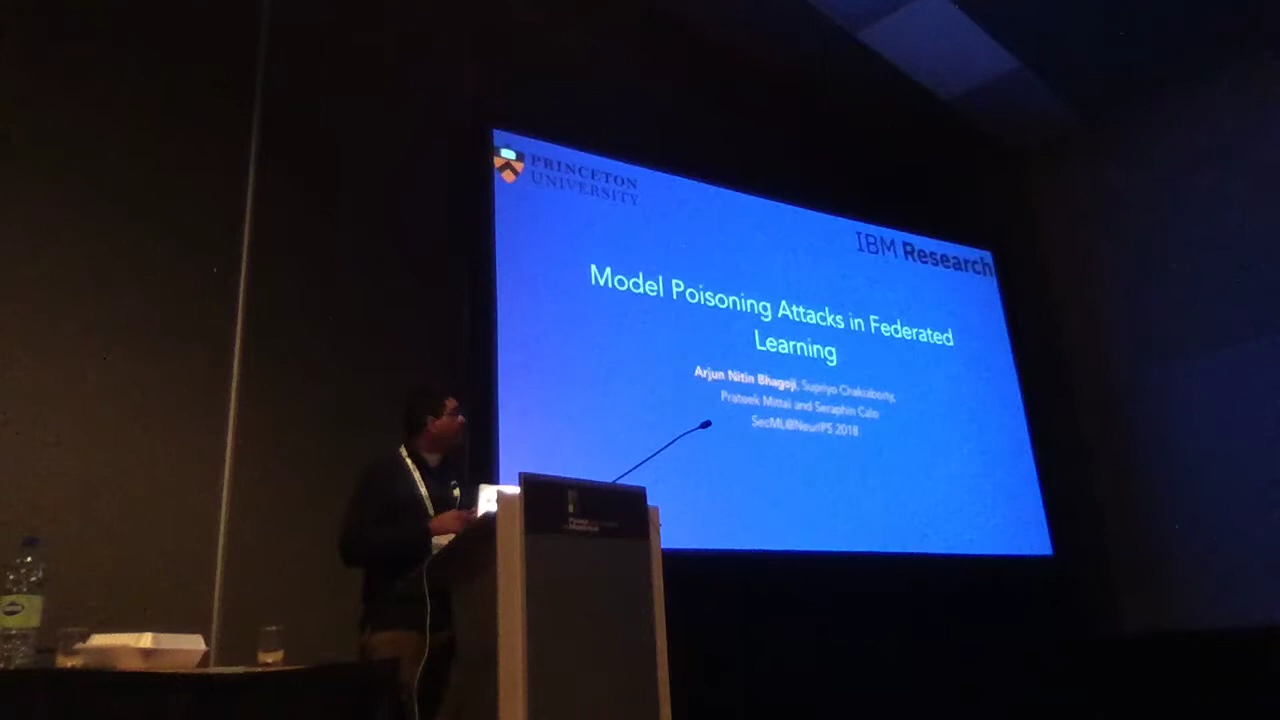 PRINCETON
UNIVERSITY
IBM Research
Model Poisoning Attacks in Federated
Learning
Arjun Nitin Bhagoji, Supriyo Chakraborty,
Prateek Mittal and Seraphin Calo
SecML@NeurIPS 2018